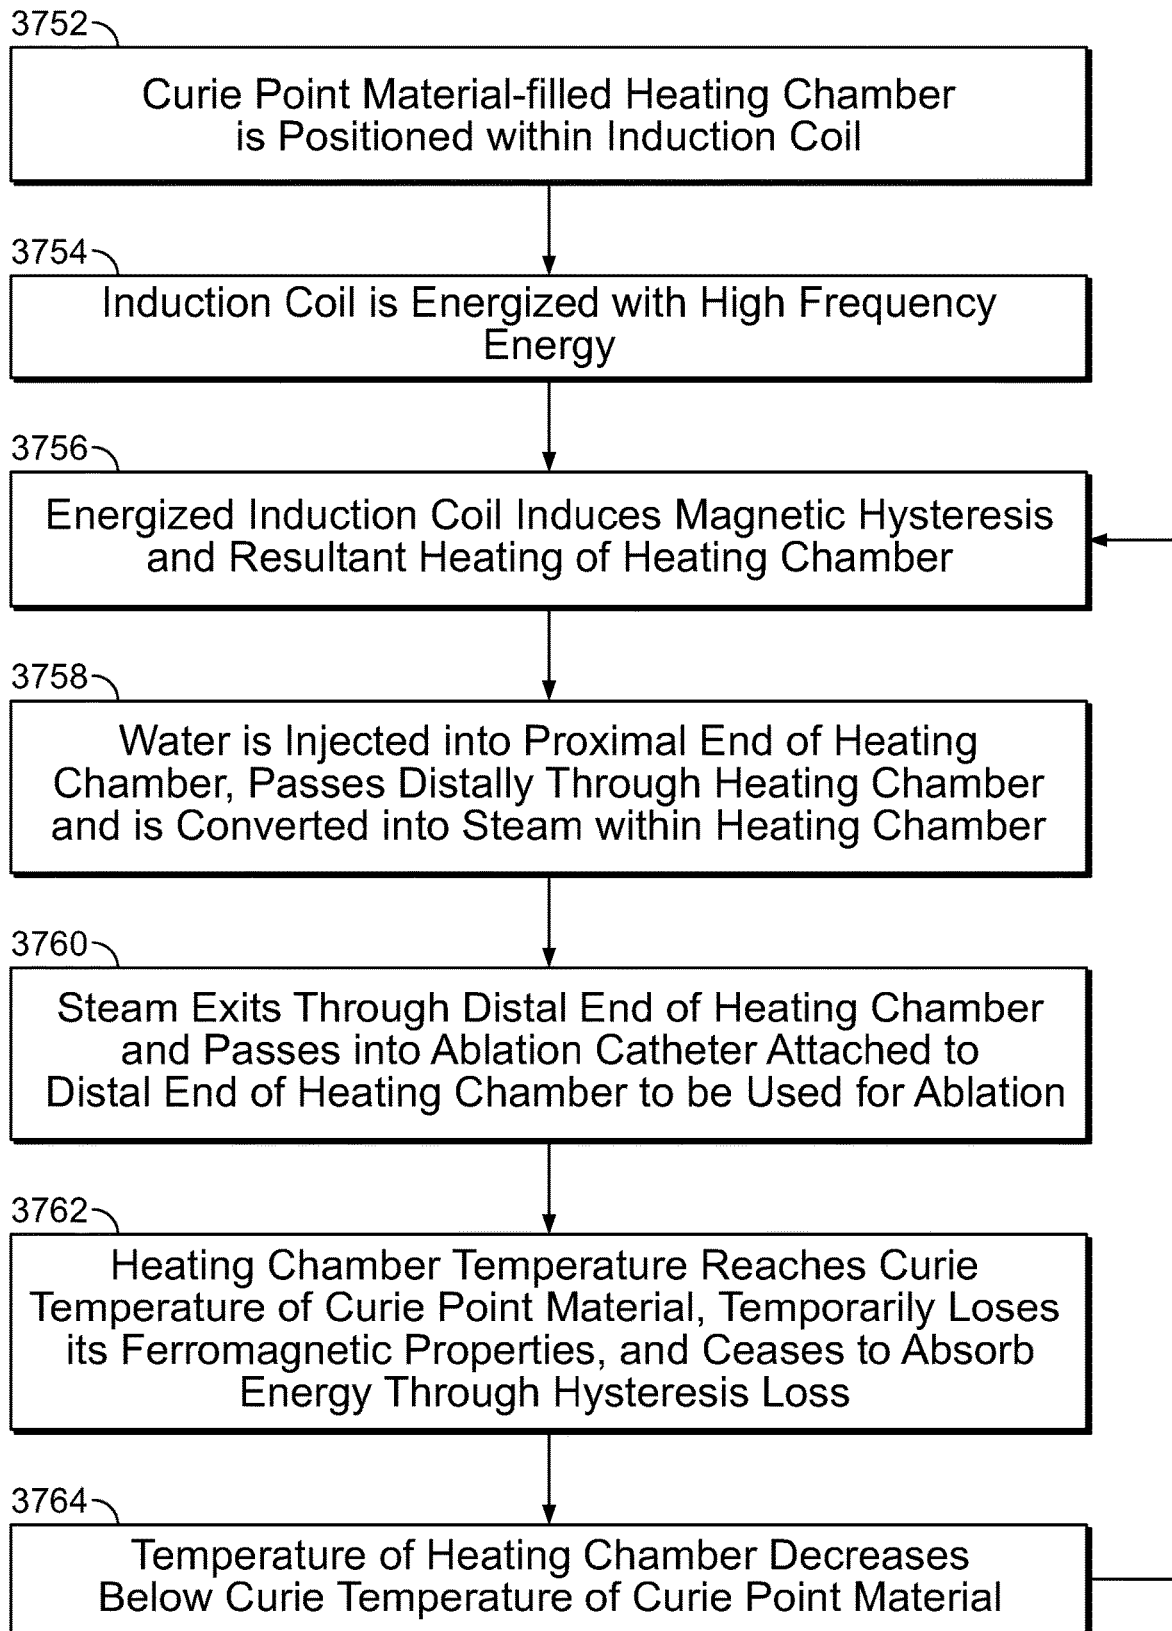 3752
Curie Point Material-filled Heating Chamber
is Positioned within Induction Coil
3754
Induction Coil is Energized with High Frequency
Energy
3756
Energized Induction Coil Induces Magnetic Hysteresis
and Resultant Heating of Heating Chamber
3758
Water is Injected into Proximal End of Heating
Chamber, Passes Distally Through Heating Chamber
and is Converted into Steam within Heating Chamber
3760
Steam Exits Through Distal End of Heating Chamber
and Passes into Ablation Catheter Attached to
Distal End of Heating Chamber to be Used for Ablation
3762
Heating Chamber Temperature Reaches Curie
Temperature of Curie Point Material, Temporarily Loses
its Ferromagnetic Properties, and Ceases to Absorb
Energy Through Hysteresis Loss
3764
Temperature of Heating Chamber Decreases
Below Curie Temperature of Curie Point Material